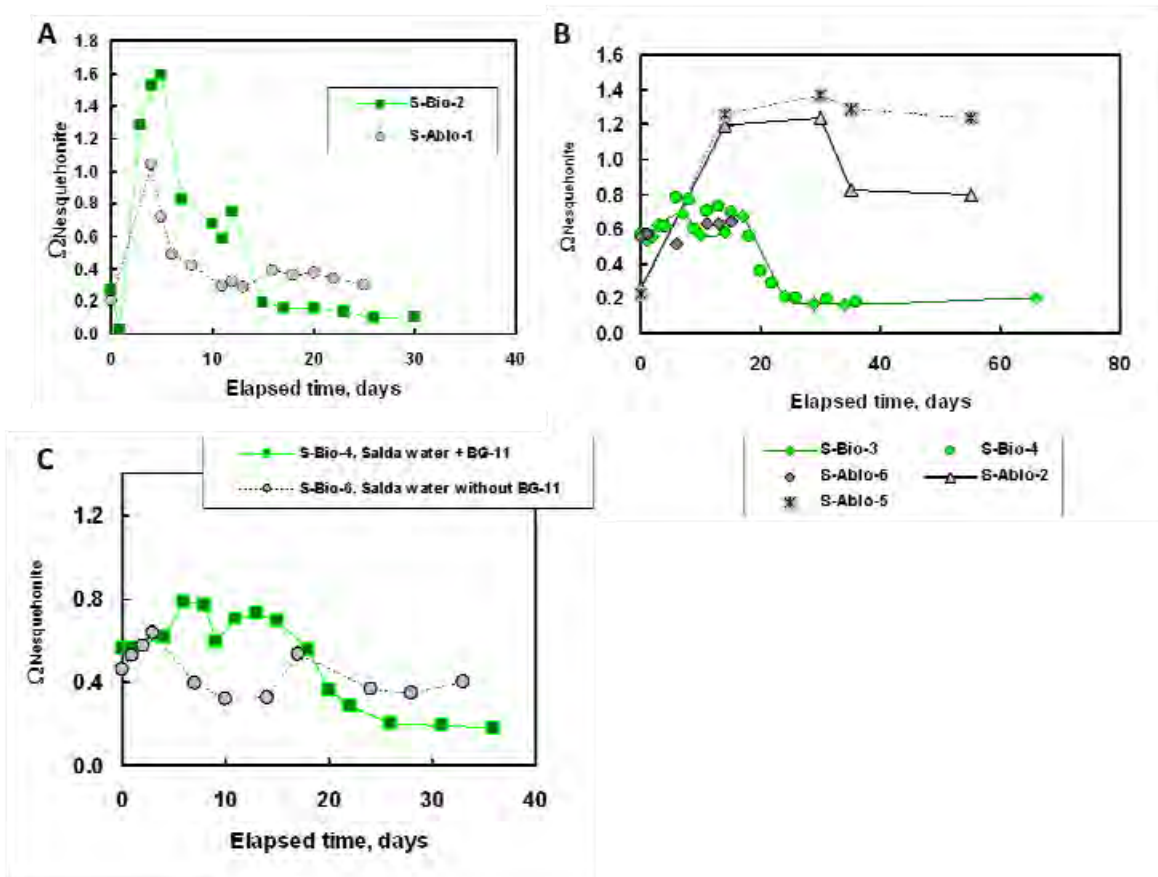 A
1.8
1.6
1.4
1.2
1.0
0.8
0.6
0.4
0.2
0.0
ΩNesquehonite
S-Bio-2
S-Abio-1
0 10 20 30 40
Elapsed time, days
B
1.6
1.4
1.2
1.0
0.8
0.6
0.4
0.2
0.0
ΩNesquehonite
0 20 40 60 80
Elapsed time, days
S-Bio-3 S-Bio-4
S-Abio-6 S-Abio-2
S-Abio-5
C
S-Bio-4, Salda water + BG-11
S-Bio-6, Salda water without BG-11
1.2
0.8
0.4
0.0
ΩNesquehonite
0 10 20 30 40
Elapsed time, days